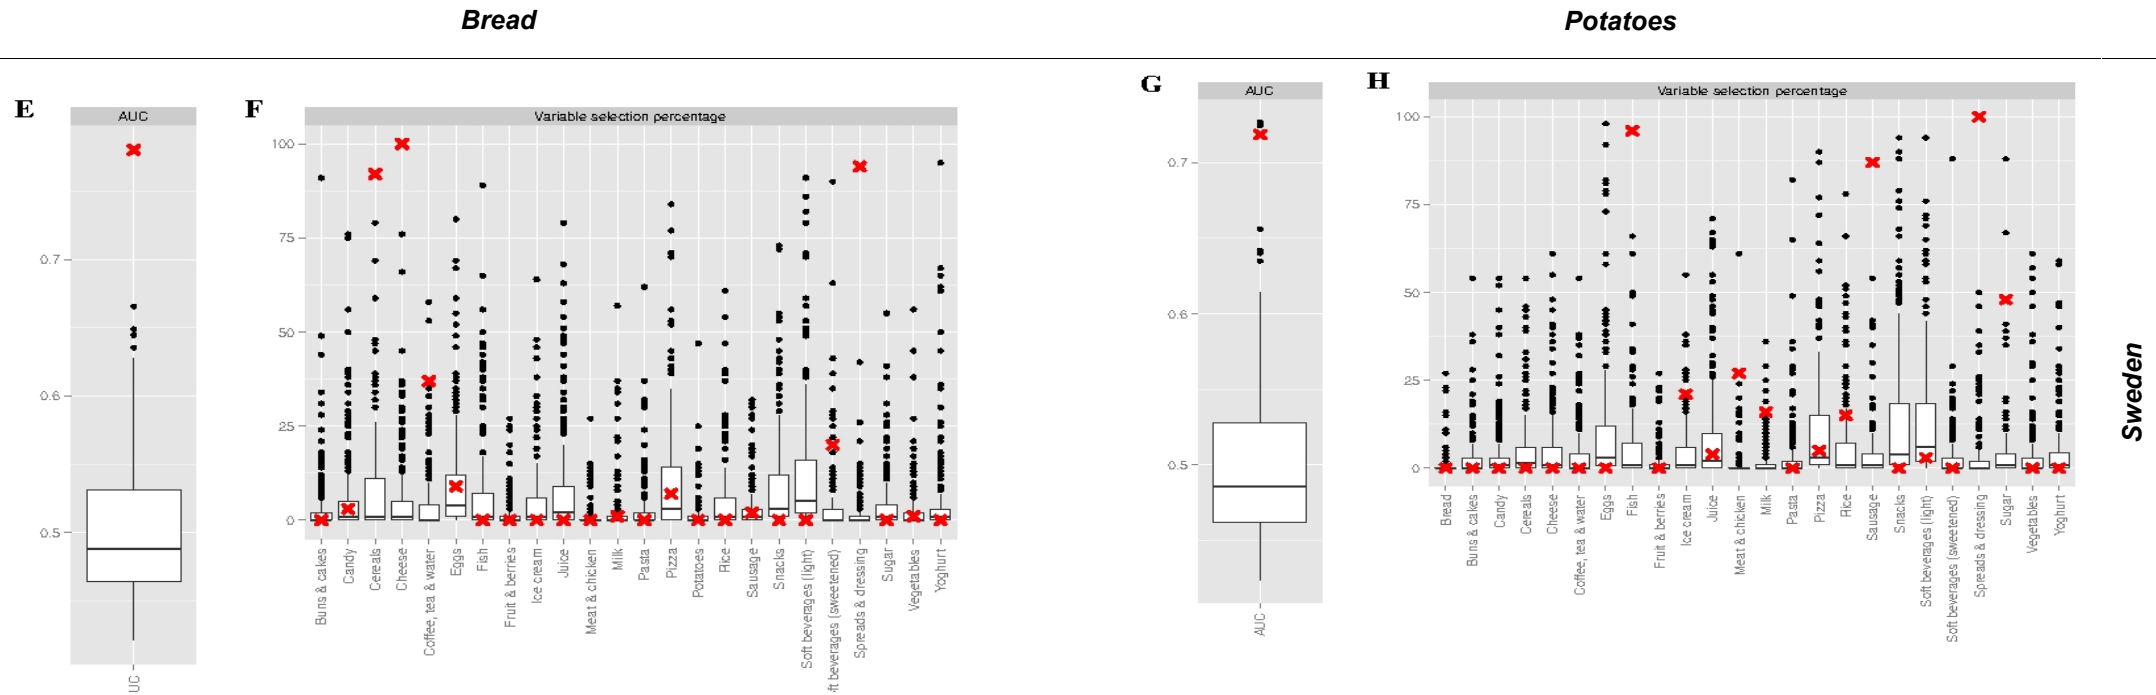 Bread
Potatoes
E
AUC
0.7
0.6
0.5
UC
F
Variable selection percentage
100
75
50
25
0
Buns & cakes
Candy
Cereals
Cheese
Coffee, tea & water
Eggs
Fish
Fruit & berries
Ice cream
Juice
Meat & chicken
Milk
Pasta
Pizza
Potatoes
Rice
Sausage
Snacks
Soft beverages (light)
ft beverages (sweetened)
Spreads & dressing
Sugar
Vegetables
Yoghurt
G
AUC
0.7
0.6
0.5
AUC
H
Variable selection percentage
100
75
50
25
0
Bread
Buns & cakes
Candy
Cereals
Cheese
Coffee, tea & water
Eggs
Fish
Fruit & berries
Ice cream
Juice
Meat & chicken
Milk
Pasta
Pizza
Rice
Sausage
Snacks
Soft beverages (light)
Soft beverages (sweetened)
Spreads & dressing
Sugar
Vegetables
Yoghurt
Sweden